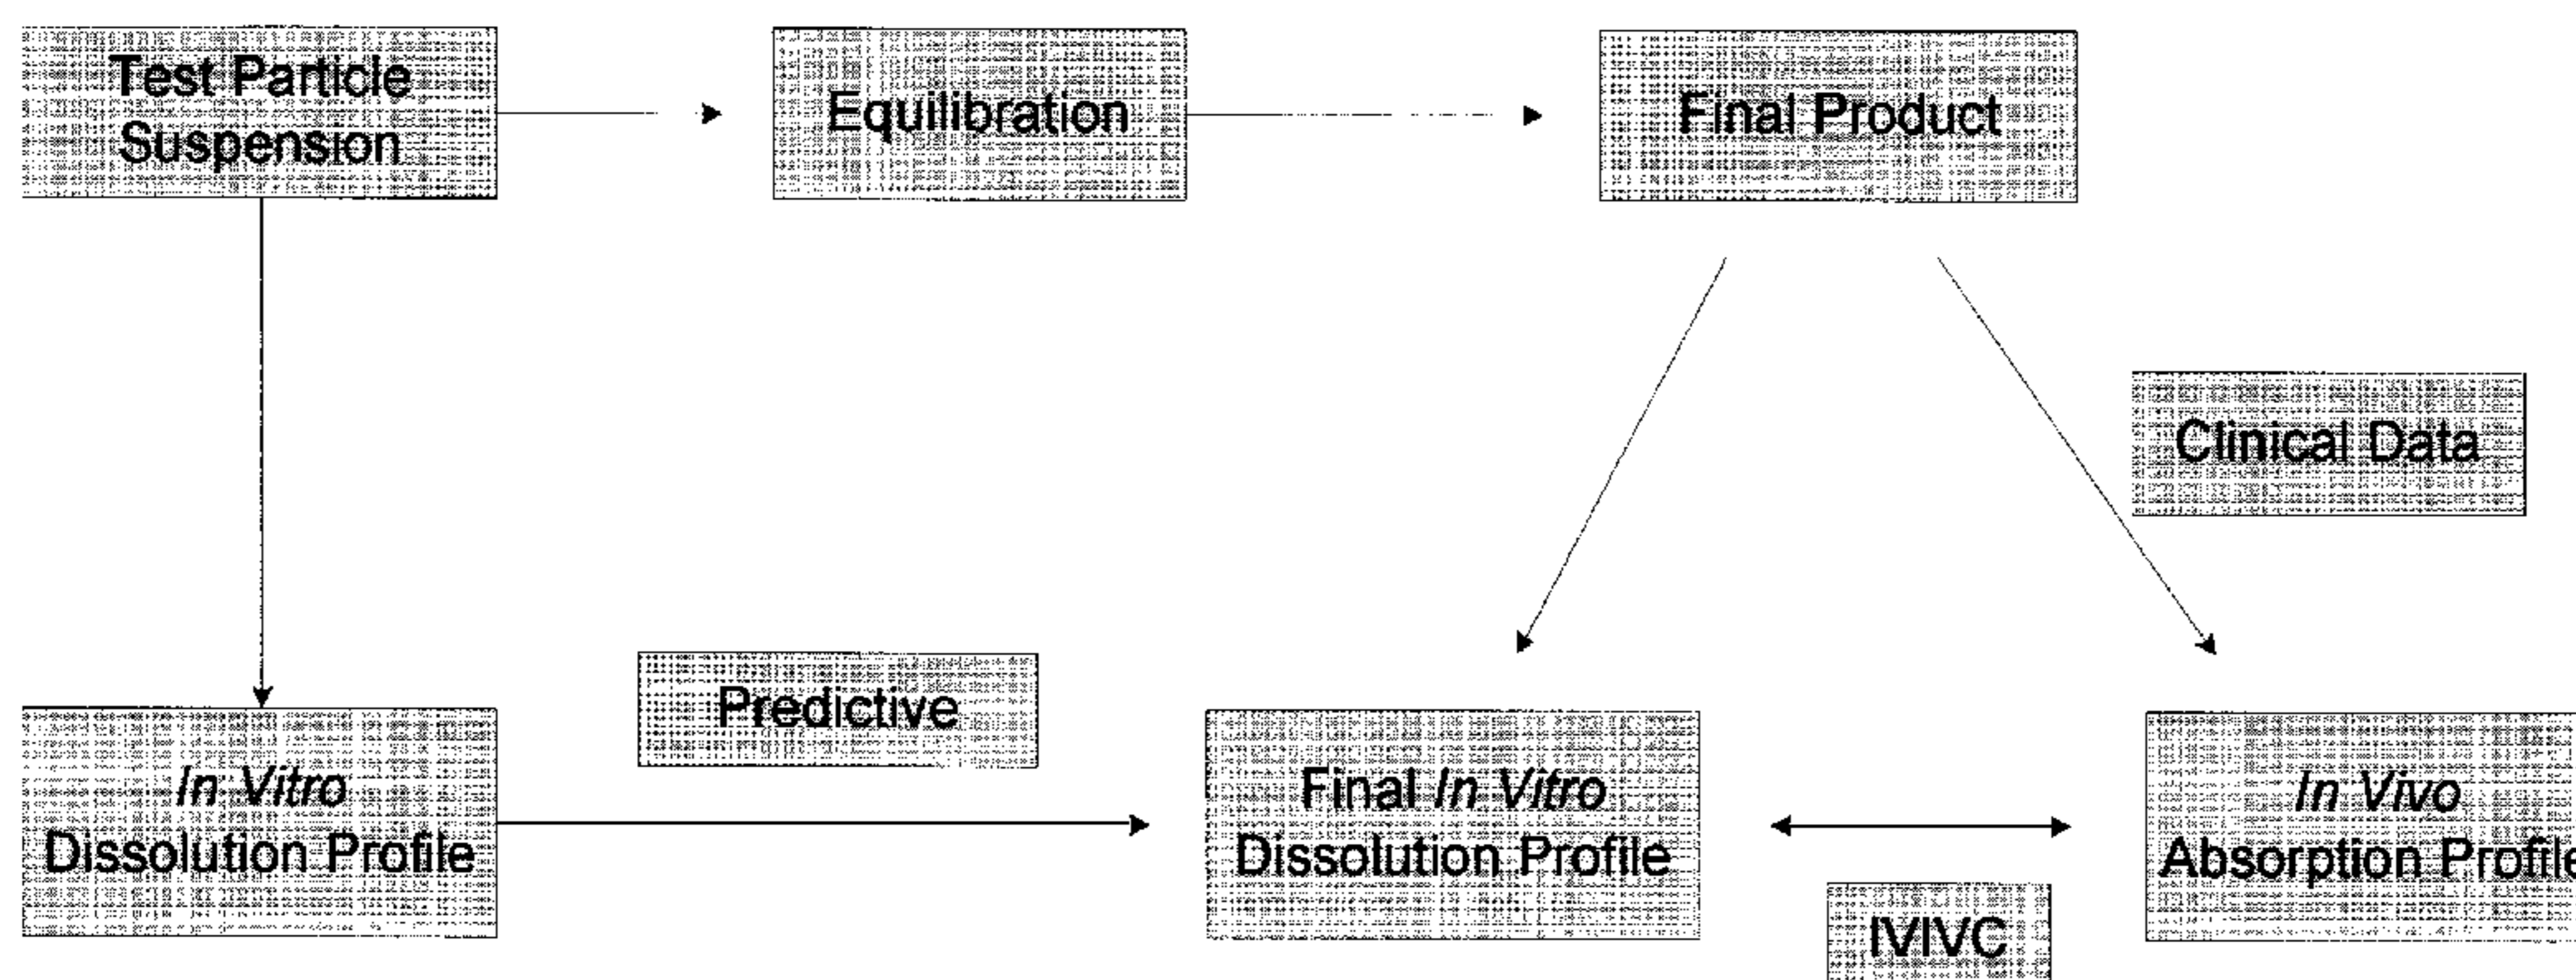 Test Particle
Suspension
Equilibration
Final Product
Clinical Data
Predictive
In Vitro
Dissolution Profile
Final In Vitro
Dissolution Profile
In Vivo
Absorption Profile
IVIVC